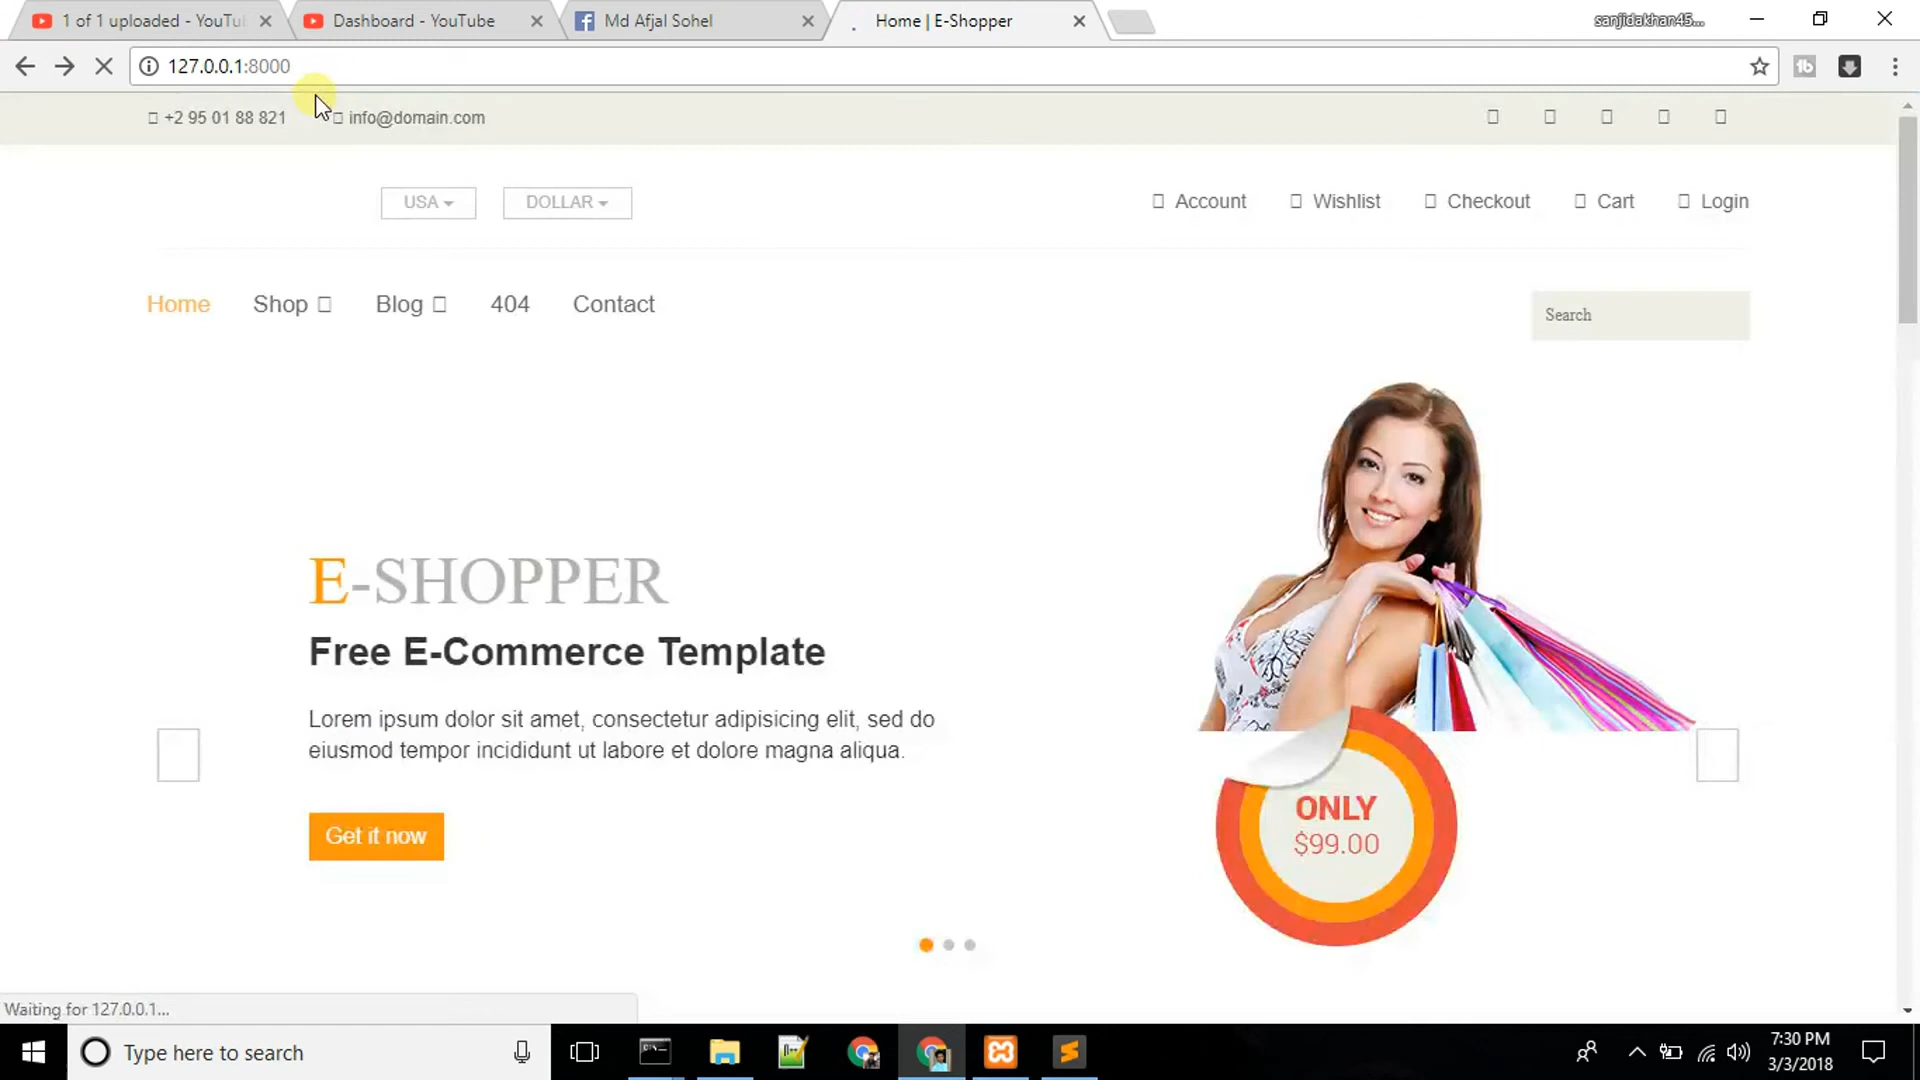 1 of 1 uploaded - YouTu
Dashboard - YouTube
Md Afjal Sohel
Home | E-Shopper
sanjidakhan45...
127.0.0.1:8000
+2 95 01 88 821
info@domain.com
USA
DOLLAR
Account
Wishlist
Checkout
Cart
Login
Home
Shop
Blog
404
Contact
Search
E-SHOPPER
Free E-Commerce Template
Lorem ipsum dolor sit amet, consectetur adipisicing elit, sed do
eiusmod tempor incididunt ut labore et dolore magna aliqua.
Get it now
ONLY
$99.00
Waiting for 127.0.0.1...
Type here to search
7:30 PM
3/3/2018